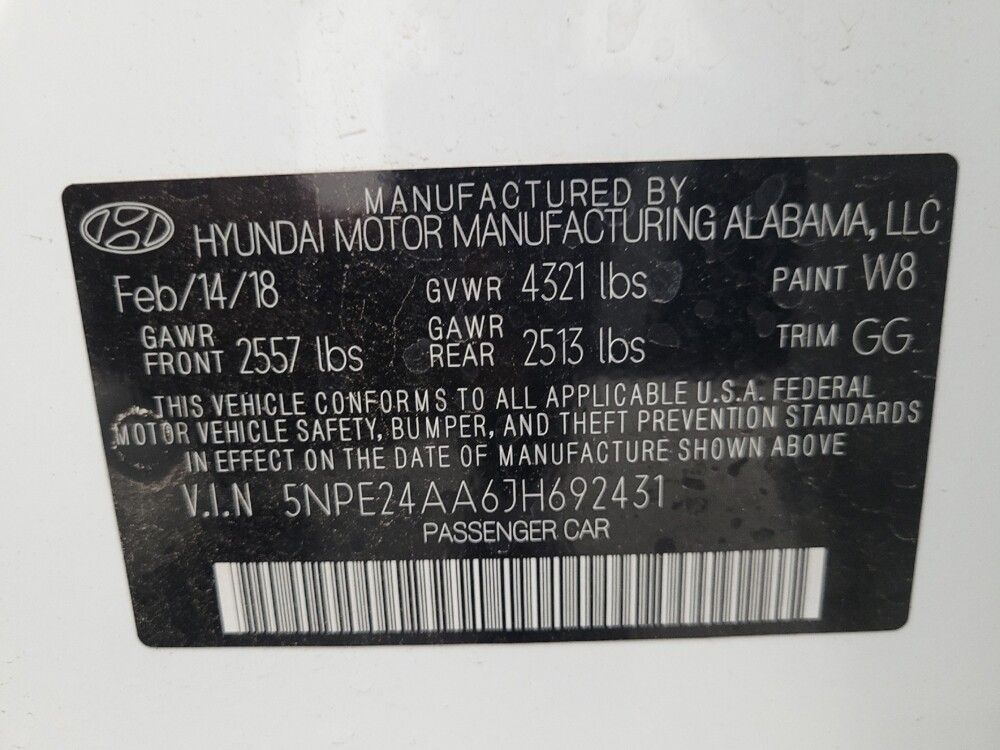 MANUFACTURED BY
HYUNDAI MOTOR MANUFACTURING ALABAMA, LLC
Feb/14/18 GVWR 4321 lbs PAINT W8
GAWR FRONT 2557 lbs GAWR REAR 2513 lbs TRIM GG
THIS VEHICLE CONFORMS TO ALL APPLICABLE U.S.A. FEDERAL
MOTOR VEHICLE SAFETY, BUMPER, AND THEFT PREVENTION STANDARDS
IN EFFECT ON THE DATE OF MANUFACTURE SHOWN ABOVE
V.I.N 5NPE24AA6JH692431
PASSENGER CAR